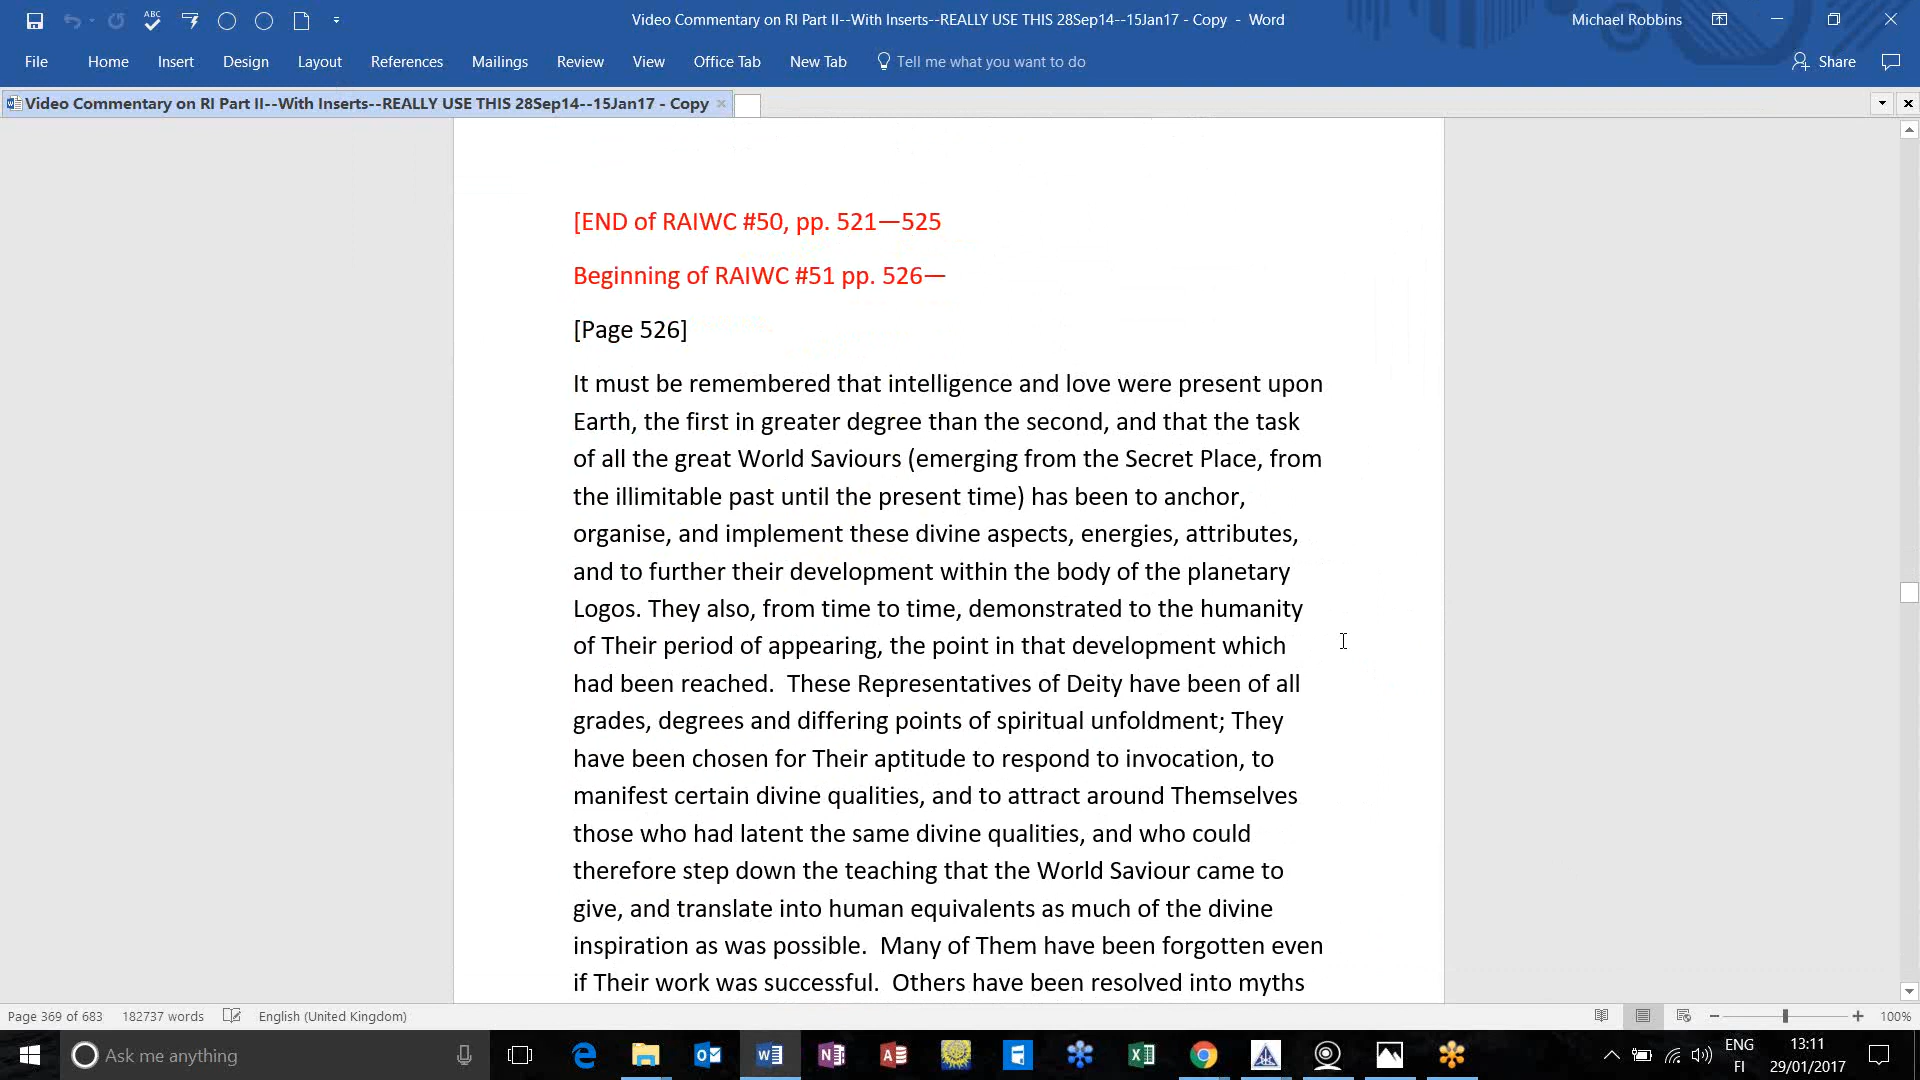 ABC
Video Commentary on RI Part II--With Inserts--REALLY USE THIS 28Sep14--15Jan17 - Copy - Word
Michael Robbins
File Home Insert Design Layout References Mailings Review View Office Tab New Tab Tell me what you want to do
Share
Video Commentary on RI Part II--With Inserts--REALLY USE THIS 28Sep14--15Jan17 - Copy
[END of RAIWC #50, pp. 521—525
Beginning of RAIWC #51 pp. 526—
[Page 526]
It must be remembered that intelligence and love were present upon
Earth, the first in greater degree than the second, and that the task
of all the great World Saviours (emerging from the Secret Place, from
the illimitable past until the present time) has been to anchor,
organise, and implement these divine aspects, energies, attributes,
and to further their development within the body of the planetary
Logos. They also, from time to time, demonstrated to the humanity
of Their period of appearing, the point in that development which
had been reached.  These Representatives of Deity have been of all
grades, degrees and differing points of spiritual unfoldment; They
have been chosen for Their aptitude to respond to invocation, to
manifest certain divine qualities, and to attract around Themselves
those who had latent the same divine qualities, and who could
therefore step down the teaching that the World Saviour came to
give, and translate into human equivalents as much of the divine
inspiration as was possible.  Many of Them have been forgotten even
if Their work was successful.  Others have been resolved into myths
Page 369 of 683 182737 words English (United Kingdom)
100%
Ask me anything
ENG
FI
13:11
29/01/2017